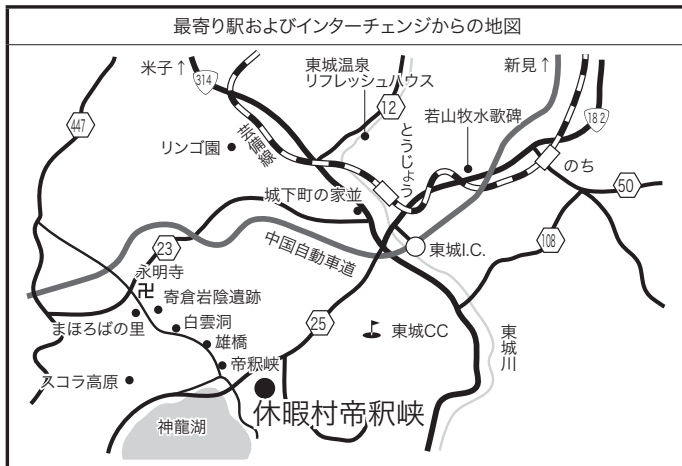 最寄り駅およびインターチェンジからの地図
米子↑
314
東城温泉
リフレッシュハウス
新見↑
12
182
447
芸備線
とうじょう
若山牧水歌碑
リンゴ園
のち
50
城下町の家並
中国自動車道
東城I.C.
108
23
永明寺
卍
寄倉岩陰遺跡
まほろばの里
白雲洞
25
雄橋
東城CC
東城川
帝釈峡
スコラ高原
休暇村帝釈峡
神龍湖